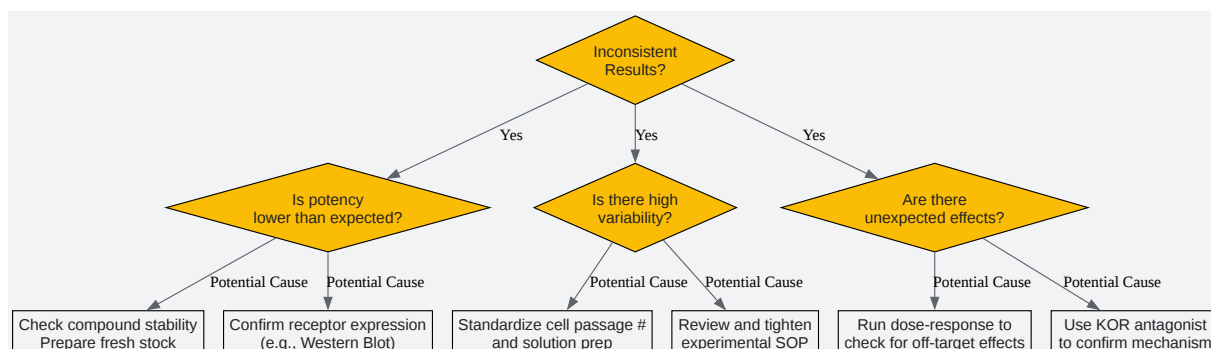 Inconsistent
Results?
Yes
Yes
Yes
Is potency
lower than expected?
Is there high
variability?
Are there
unexpected effects?
Potential Cause
Potential Cause
Potential Cause
Potential Cause
Potential Cause
Potential Cause
Check compound stability
Prepare fresh stock
Confirm receptor expression
(e.g., Western Blot)
Standardize cell passage #
and solution prep
Review and tighten
experimental SOP
Run dose-response to
check for off-target effects
Use KOR antagonist
to confirm mechanism